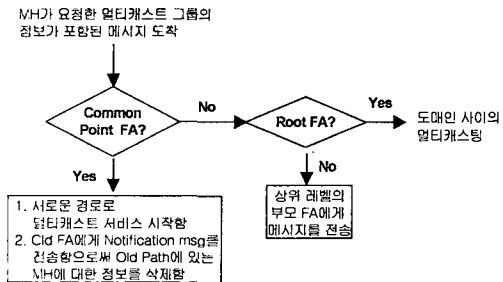 MH가 요청한 멀티캐스트 그룹의
정보가 포함된 메시지 도착
Common
Point FA?
No
Root FA?
Yes
도메인 사이의
멀티캐스팅
Yes
No
1. 새로운 경로로
멀티캐스트 서비스 시작함
2. Old FA에게 Notification msg를
전송함으로써 Old Path에 있는
MH에 대한 정보를 삭제함
상위 레벨의
부모 FA에게
메시지를 전송